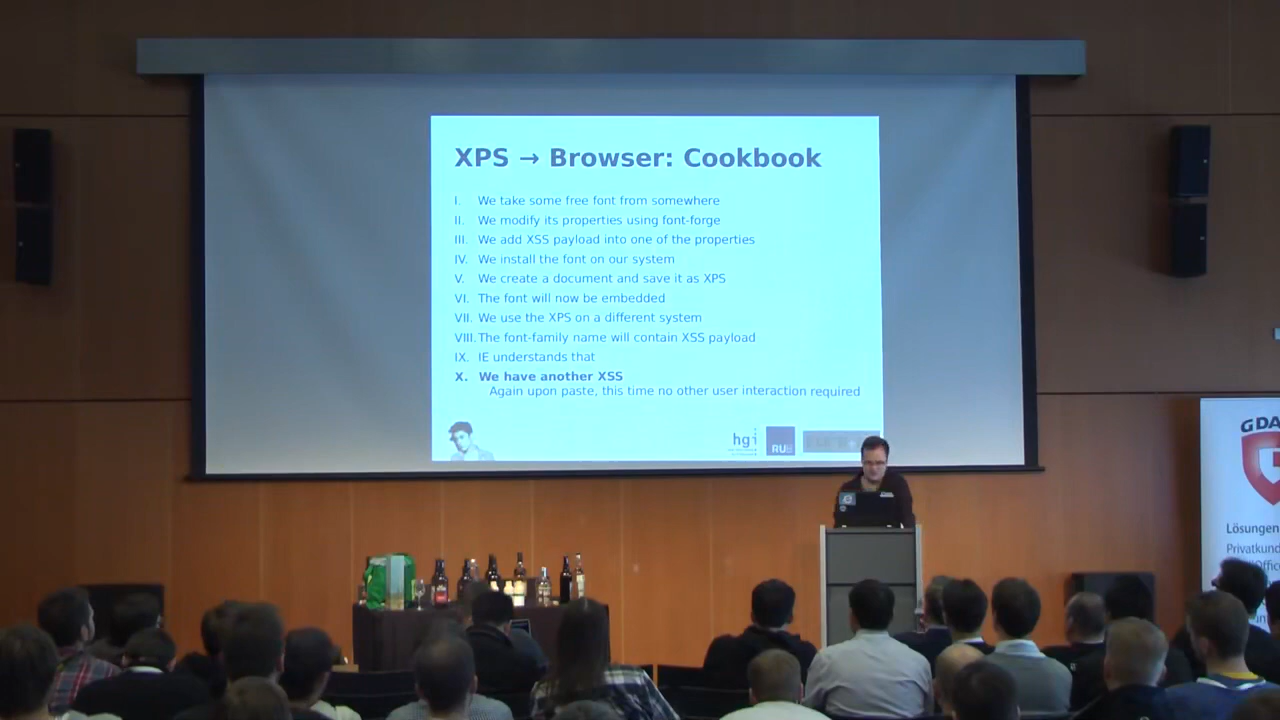 XPS → Browser: Cookbook
I. We take some free font from somewhere
II. We modify its properties using font-forge
III. We add XSS payload into one of the properties
IV. We install the font on our system
V. We create a document and save it as XPS
VI. The font will now be embedded
VII. We use the XPS on a different system
VIII. The font-family name will contain XSS payload
IX. IE understands that
X. We have another XSS
Again upon paste, this time no other user interaction required
hgi
RUB
GDA
Lösungen
Privatkund